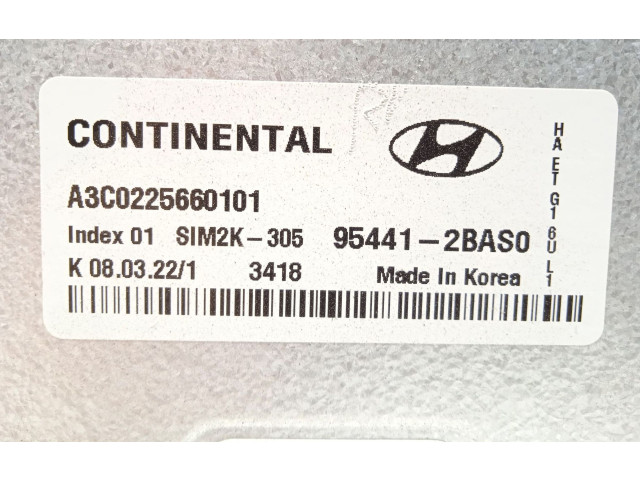 CONTINENTAL
A3C0225660101
Index 01 SIM2K-305 95441-2BAS0
K 08.03.22/1 3418 Made In Korea
HA ET G1 6U L1